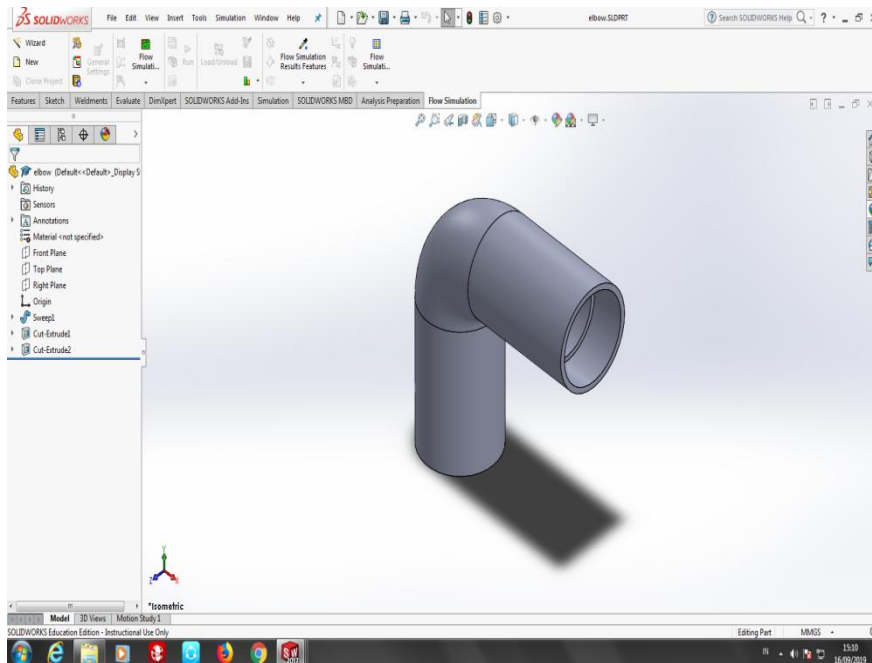 SOLIDWORKS File Edit View Insert Tools Simulation Window Help elbow.SLDPRT Search SOLIDWORKS Help
Wizard
New
Clone Project
General Settings
Flow Simulati...
Run
Load/Unload
Flow Simulation Results Features
Flow Simulati...
Features Sketch Weldments Evaluate DimXpert SOLIDWORKS Add-Ins Simulation SOLIDWORKS MBD Analysis Preparation Flow Simulation
elbow (Default<<Default>_Display S
History
Sensors
Annotations
Material <not specified>
Front Plane
Top Plane
Right Plane
Origin
Sweep1
Cut-Extrude1
Cut-Extrude2
Y
Z
X
*Isometric
Model 3D Views Motion Study 1
SOLIDWORKS Education Edition - Instructional Use Only Editing Part MMGS
IN 15:10
16/09/2019